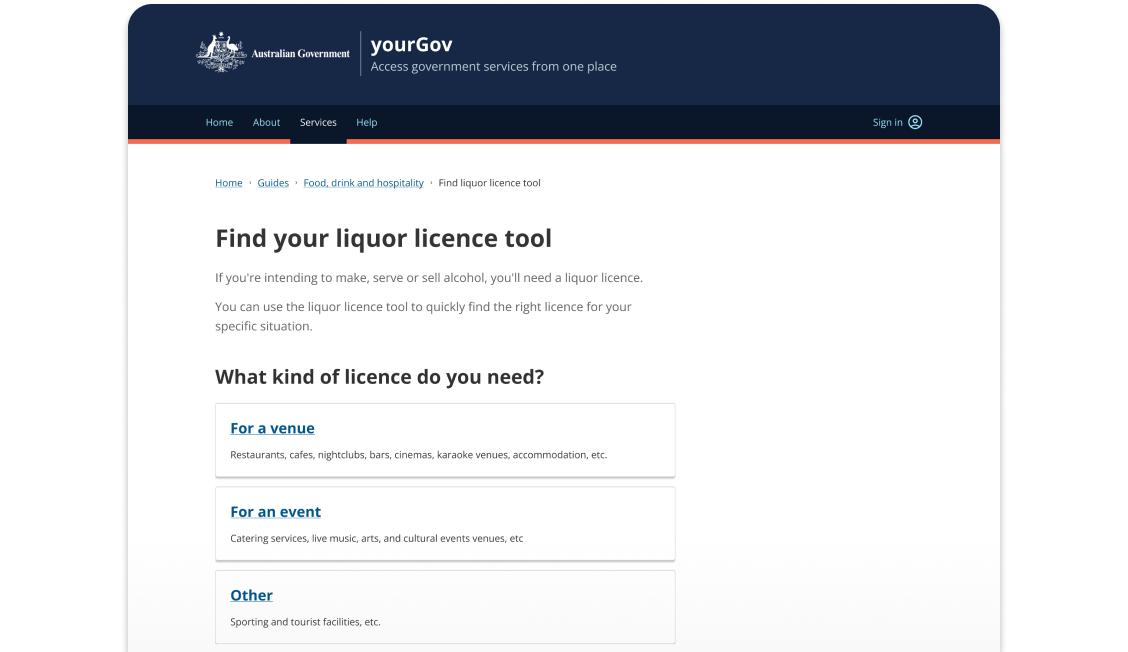 Australian Government
yourGov
Access government services from one place
Home About Services Help Sign in
Home › Guides › Food, drink and hospitality › Find liquor licence tool
Find your liquor licence tool
If you're intending to make, serve or sell alcohol, you'll need a liquor licence.
You can use the liquor licence tool to quickly find the right licence for your
specific situation.
What kind of licence do you need?
For a venue
Restaurants, cafes, nightclubs, bars, cinemas, karaoke venues, accommodation, etc.
For an event
Catering services, live music, arts, and cultural events venues, etc
Other
Sporting and tourist facilities, etc.